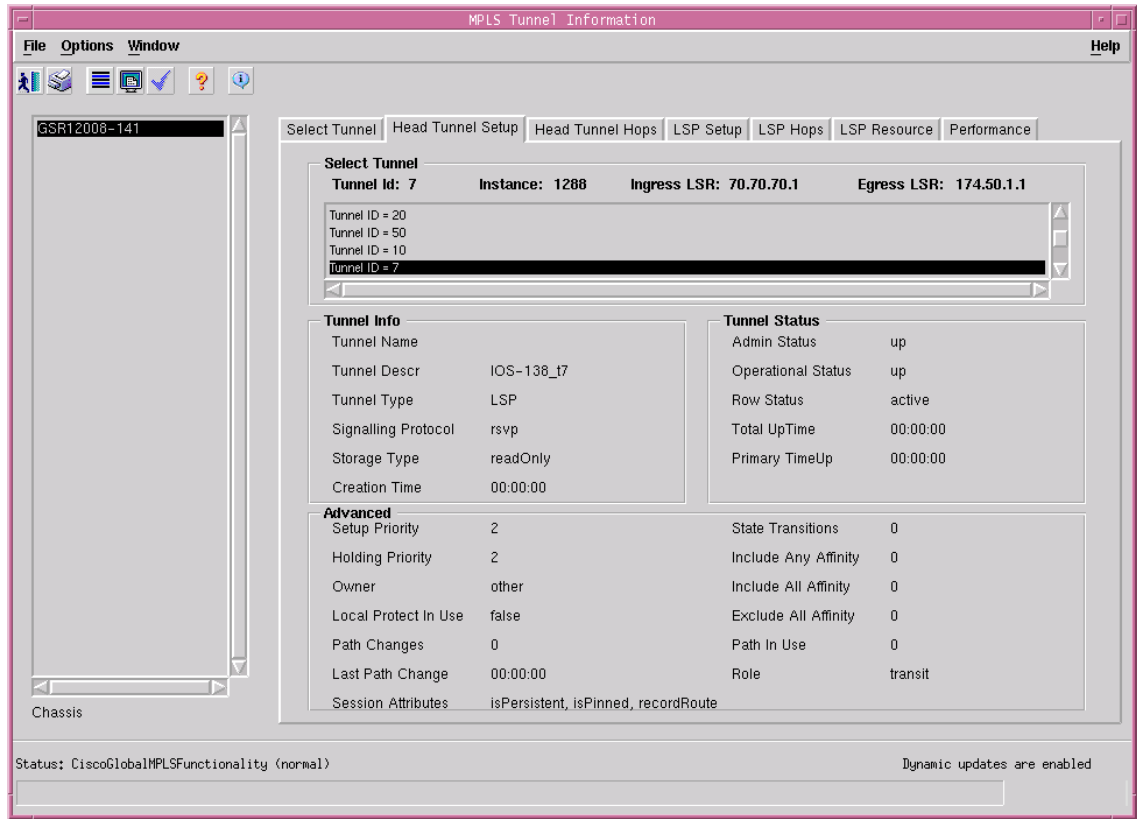 MPLS Tunnel Information
File Options Window Help
GSR12008-141
Chassis
Select Tunnel Head Tunnel Setup Head Tunnel Hops LSP Setup LSP Hops LSP Resource Performance
Select Tunnel
Tunnel Id: 7 Instance: 1288 Ingress LSR: 70.70.70.1 Egress LSR: 174.50.1.1
Tunnel ID = 20
Tunnel ID = 50
Tunnel ID = 10
Tunnel ID = 7
Tunnel Info
Tunnel Name
Tunnel Descr IOS-138_t7
Tunnel Type LSP
Signalling Protocol rsvp
Storage Type readOnly
Creation Time 00:00:00
Tunnel Status
Admin Status up
Operational Status up
Row Status active
Total UpTime 00:00:00
Primary TimeUp 00:00:00
Advanced
Setup Priority 2 State Transitions 0
Holding Priority 2 Include Any Affinity 0
Owner other Include All Affinity 0
Local Protect In Use false Exclude All Affinity 0
Path Changes 0 Path In Use 0
Last Path Change 00:00:00 Role transit
Session Attributes isPersistent, isPinned, recordRoute
Status: CiscoGlobalMPLSFunctionality (normal) Dynamic updates are enabled